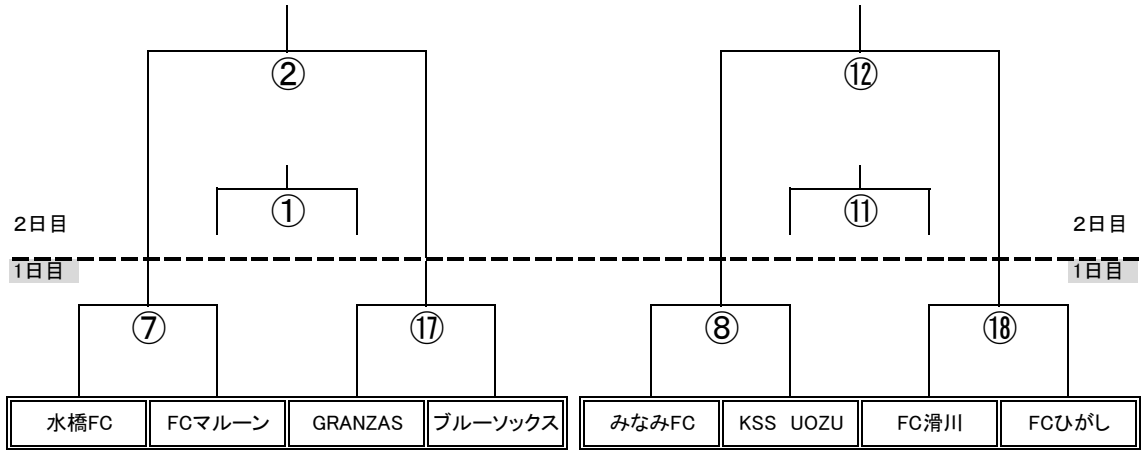 ② ⑫
① ⑪
２日目 ２日目
1日目 1日目
⑦ ⑰ ⑧ ⑱
水橋FC FCマルーン GRANZAS ブルーソックス みなみFC KSS UOZU FC滑川 FCひがし